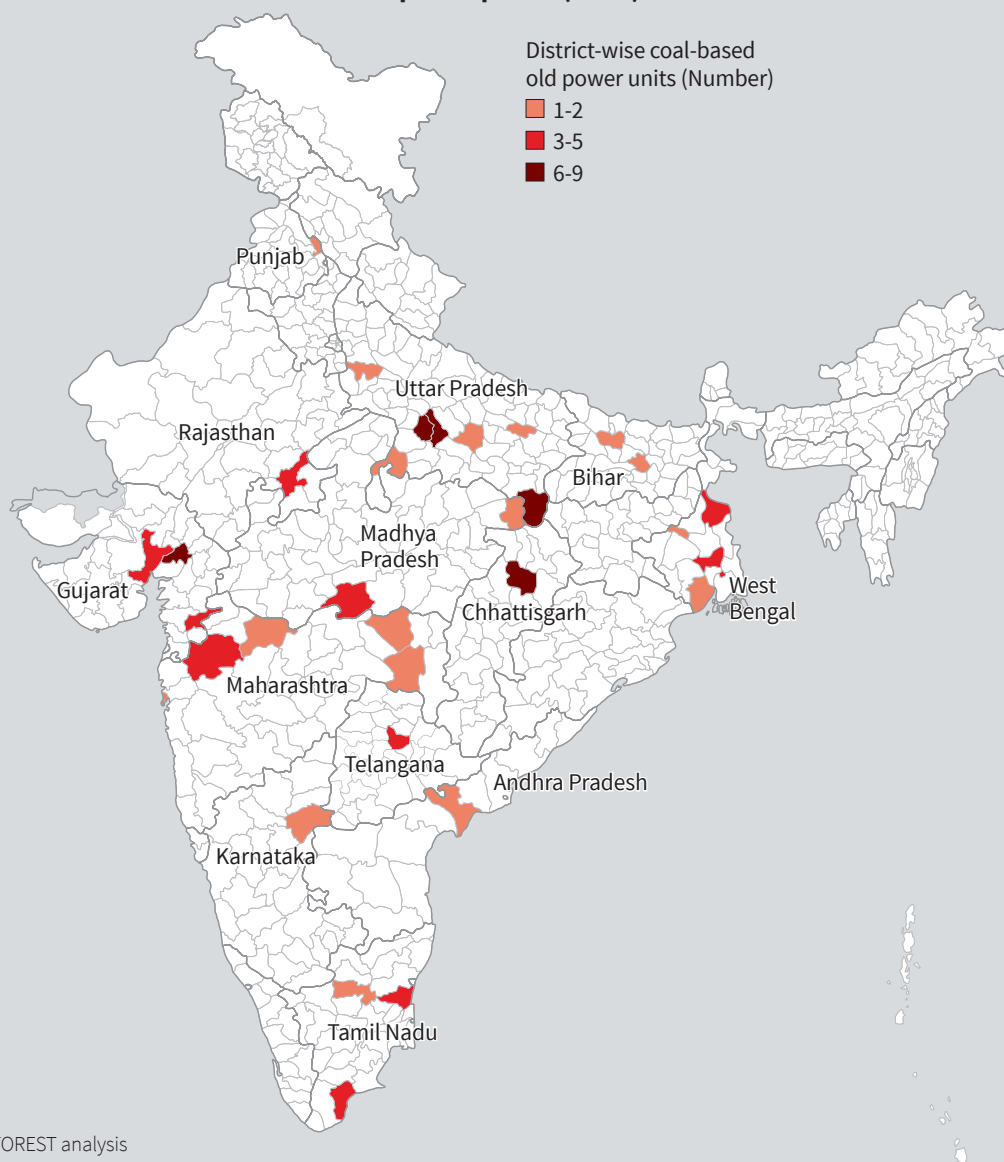 District-wise coal-based
old power units (Number)
1-2
3-5
6-9
Punjab
Uttar Pradesh
Rajasthan
Bihar
Madhya
Pradesh
Gujarat
West
Bengal
Chhattisgarh
Maharashtra
Telangana
Andhra Pradesh
Karnataka
Tamil Nadu
OREST analysis